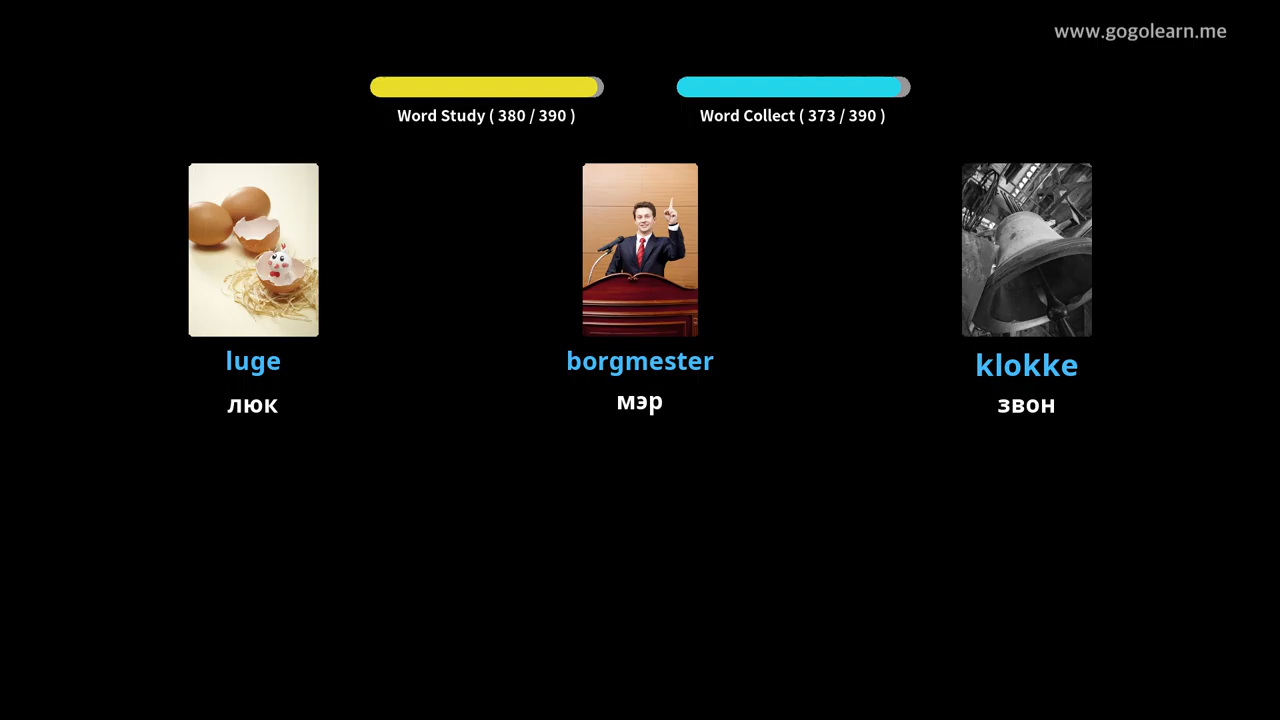 www.gogolearn.me
Word Study ( 380 / 390 )
Word Collect ( 373 / 390 )
luge
borgmester
klokke
люк
мэр
звон